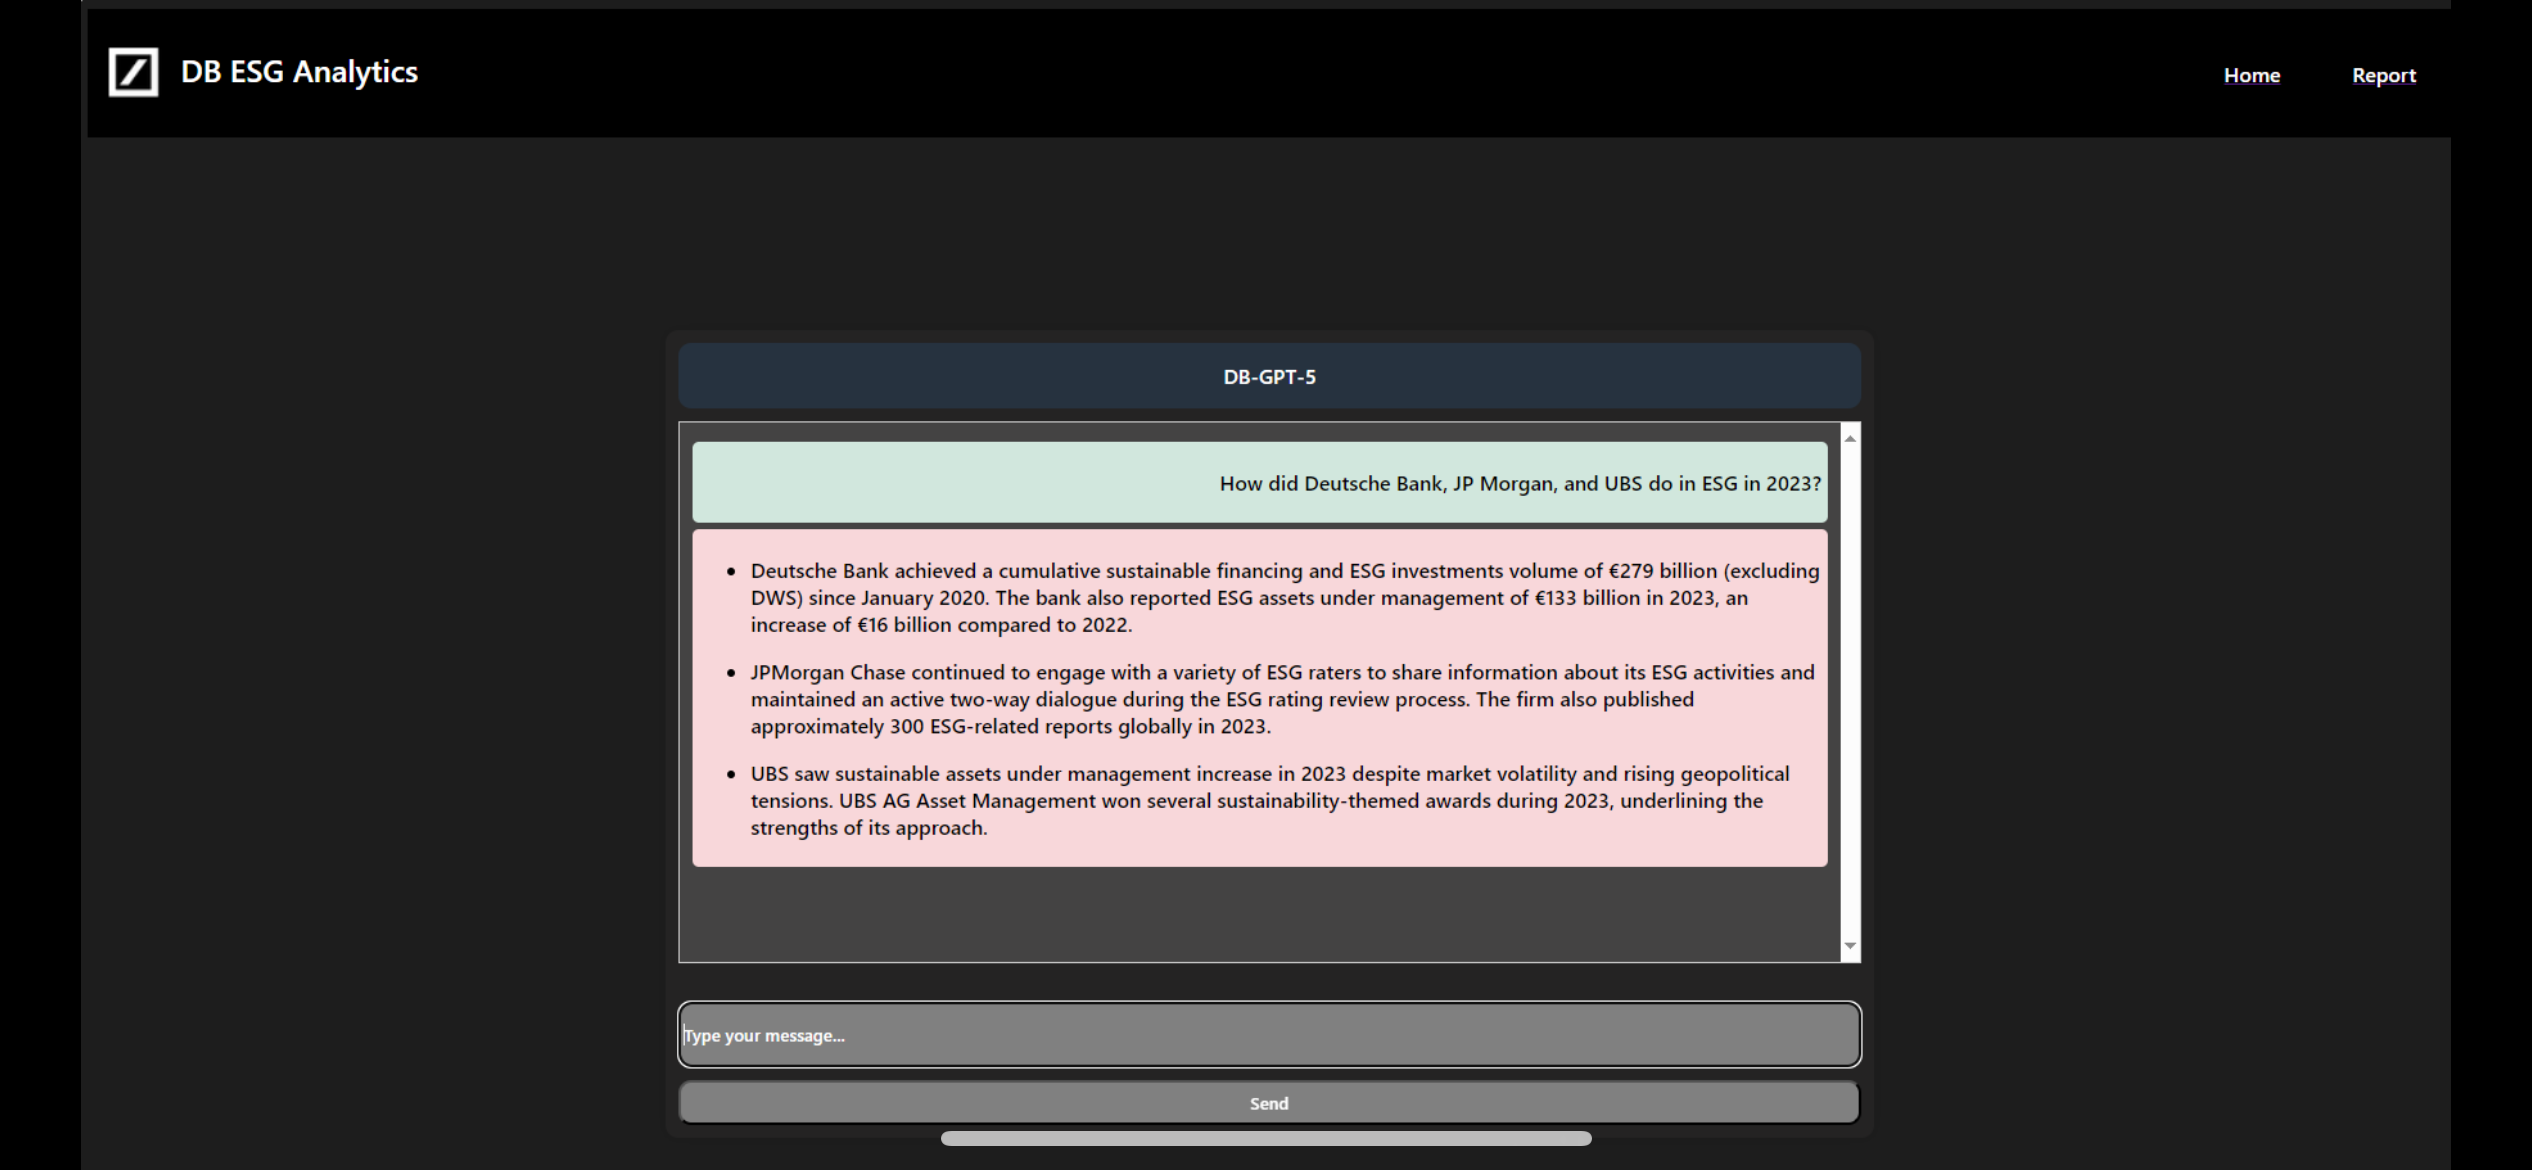 DB ESG Analytics
Home
Report
DB-GPT-5
How did Deutsche Bank, JP Morgan, and UBS do in ESG in 2023?
• Deutsche Bank achieved a cumulative sustainable financing and ESG investments volume of €279 billion (excluding
DWS) since January 2020. The bank also reported ESG assets under management of €133 billion in 2023, an
increase of €16 billion compared to 2022.
• JPMorgan Chase continued to engage with a variety of ESG raters to share information about its ESG activities and
maintained an active two-way dialogue during the ESG rating review process. The firm also published
approximately 300 ESG-related reports globally in 2023.
• UBS saw sustainable assets under management increase in 2023 despite market volatility and rising geopolitical
tensions. UBS AG Asset Management won several sustainability-themed awards during 2023, underlining the
strengths of its approach.
Type your message...
Send